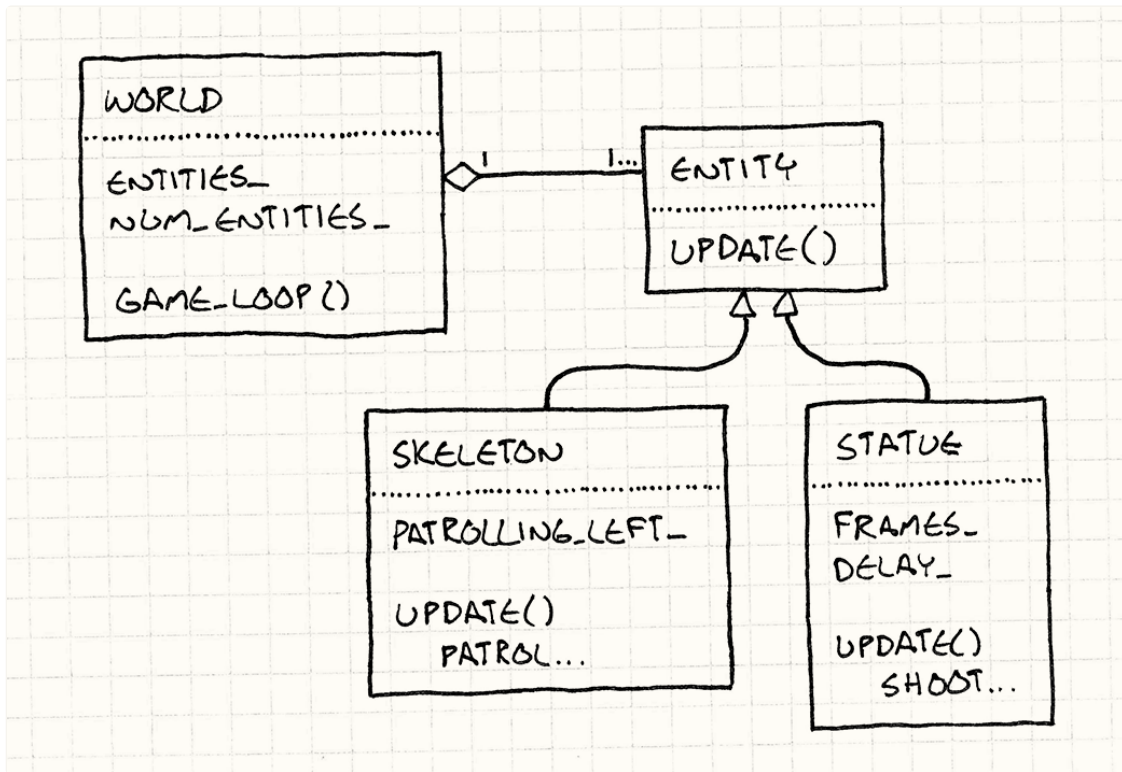 WORLD
ENTITIES_
NUM_ENTITIES_
GAME_LOOP()
1
1...
ENTITY
UPDATE()
SKELETON
PATROLLING_LEFT_
UPDATE()
PATROL...
STATUE
FRAMES_
DELAY_
UPDATE()
SHOOT...